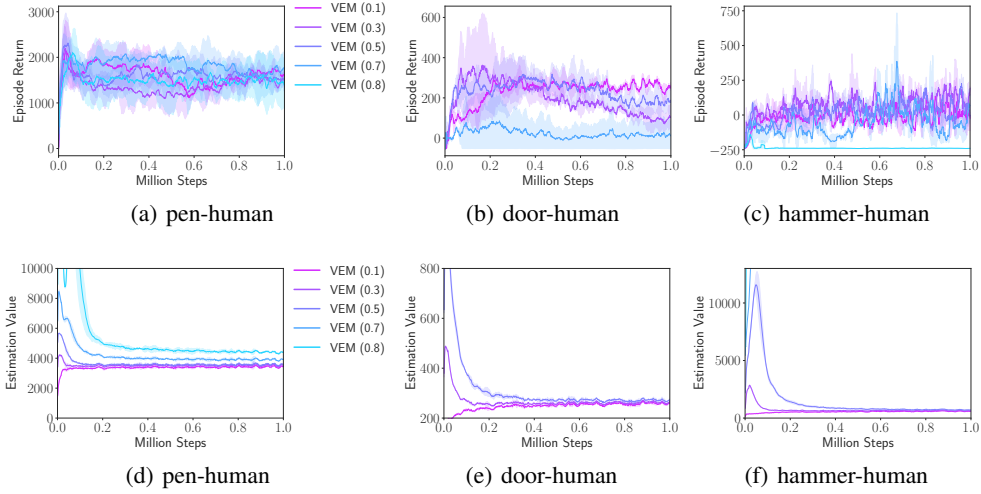 3000
2000
1000
0
Episode Return
0.0 0.2 0.4 0.6 0.8 1.0
Million Steps
(a) pen-human
VEM (0.1)
VEM (0.3)
VEM (0.5)
VEM (0.7)
VEM (0.8)
600
400
200
0
Episode Return
0.0 0.2 0.4 0.6 0.8 1.0
Million Steps
(b) door-human
750
500
250
0
−250
Episode Return
0.0 0.2 0.4 0.6 0.8 1.0
Million Steps
(c) hammer-human
10000
8000
6000
4000
2000
0
Estimation Value
0.0 0.2 0.4 0.6 0.8 1.0
Million Steps
(d) pen-human
VEM (0.1)
VEM (0.3)
VEM (0.5)
VEM (0.7)
VEM (0.8)
800
600
400
200
Estimation Value
0.0 0.2 0.4 0.6 0.8 1.0
Million Steps
(e) door-human
10000
5000
0
Estimation Value
0.0 0.2 0.4 0.6 0.8 1.0
Million Steps
(f) hammer-human